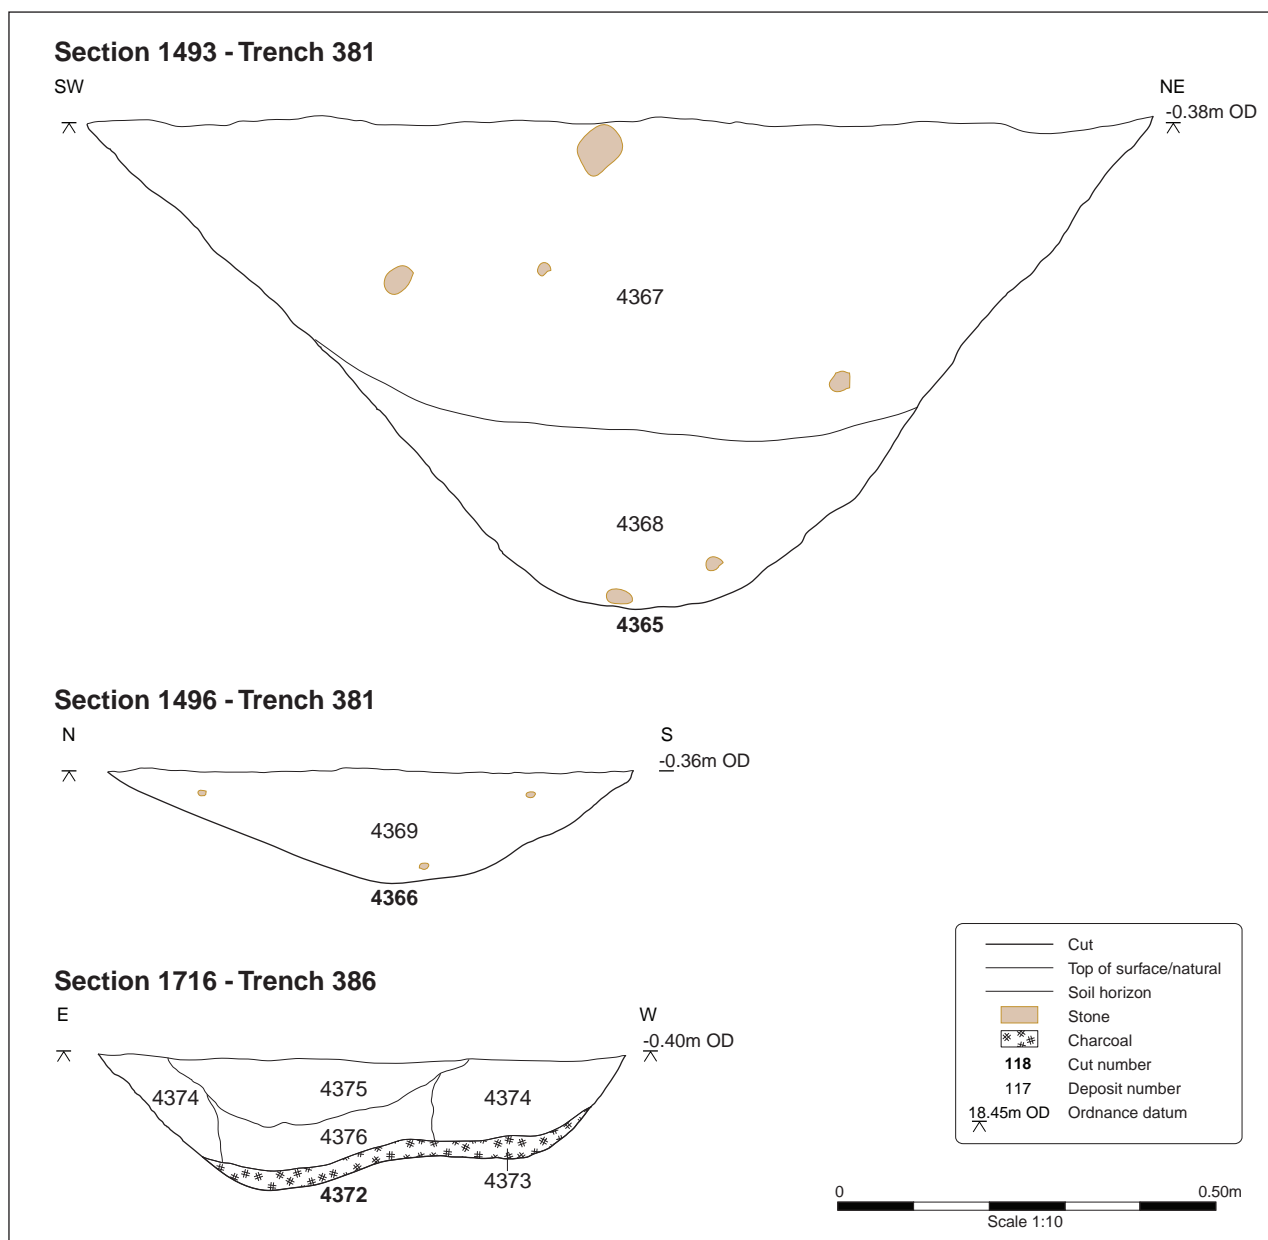 Section 1493 - Trench 381
SW
NE
-0.38m OD
4367
4368
4365
Section 1496 - Trench 381
N
S
-0.36m OD
4369
4366
Section 1716 - Trench 386
E
W
-0.40m OD
4374
4375
4374
4376
4373
4372
Cut
Top of surface/natural
Soil horizon
Stone
Charcoal
118 Cut number
117 Deposit number
18.45m OD Ordnance datum
0 0.50m
Scale 1:10